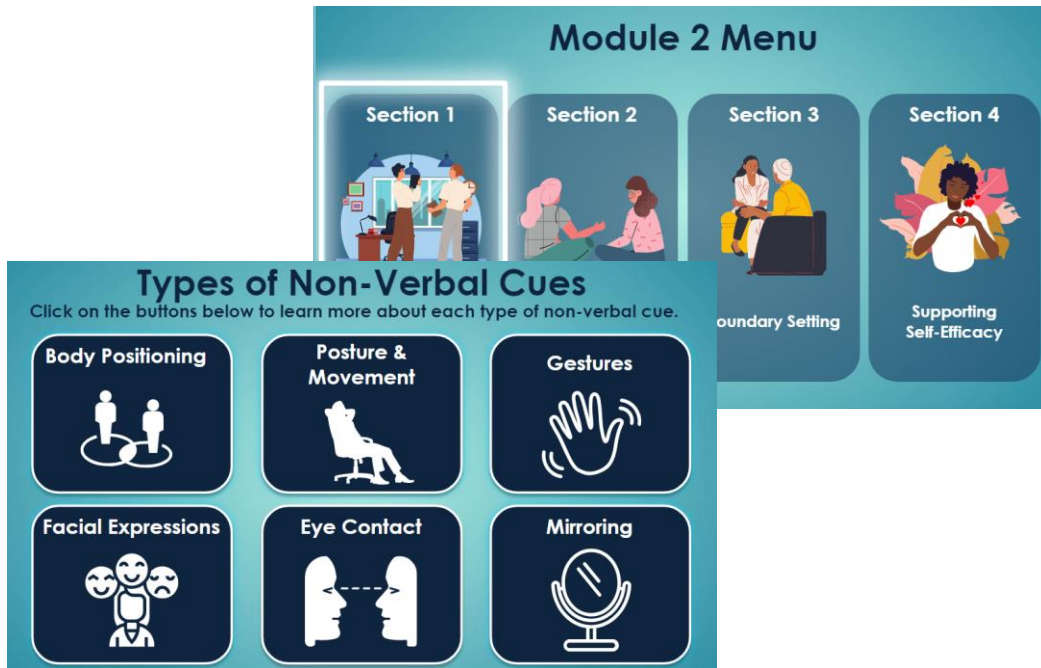 Module 2 Menu
Section 1
Section 2
Section 3
Section 4
Setting
Supporting
Self-Efficacy
Types of Non-Verbal Cues
Click on the buttons below to learn more about each type of non-verbal cue.
Body Positioning
Posture &
Movement
Gestures
Facial Expressions
Eye Contact
Mirroring